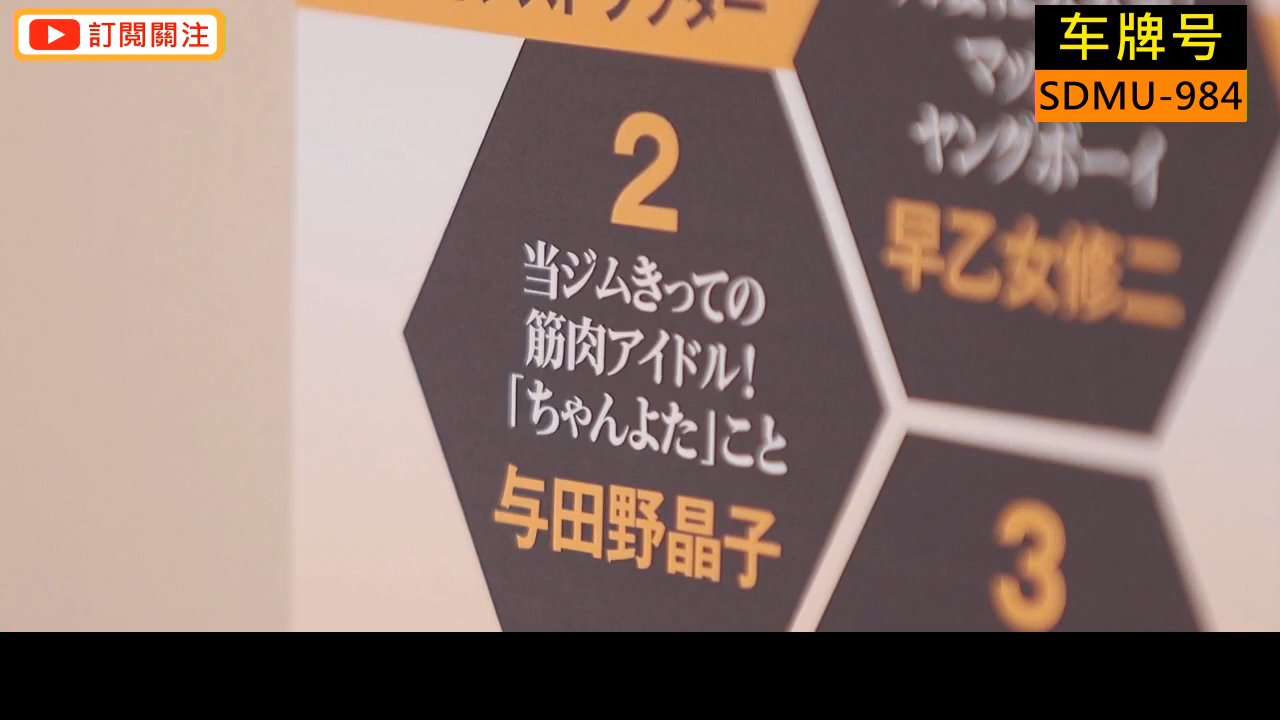 訂閱關注
车牌号
SDMU-984
2
当ジムきっての
筋肉アイドル!
「ちゃんよた」こと
与田野晶子
ヤングボーイ
早乙女修二
3